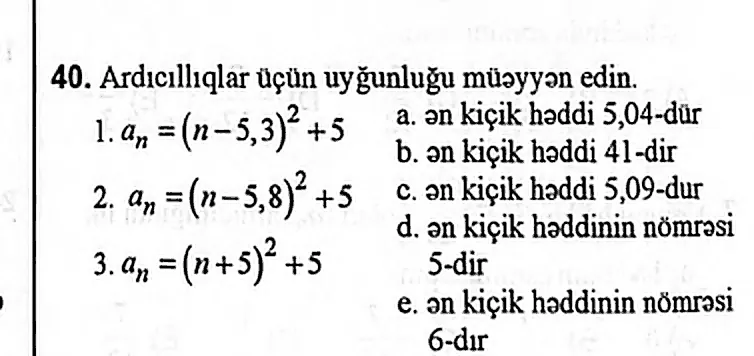 40. Ardıcıllıqlar üçün uyğunluğu müəyyən edin.
1. aₙ = (n−5,3)² + 5
a. ən kiçik həddi 5,04-dür
b. ən kiçik həddi 41-dir
2. aₙ = (n−5,8)² + 5
c. ən kiçik həddi 5,09-dur
d. ən kiçik həddinin nömrəsi
3. aₙ = (n+5)² + 5
5-dir
e. ən kiçik həddinin nömrəsi
6-dır